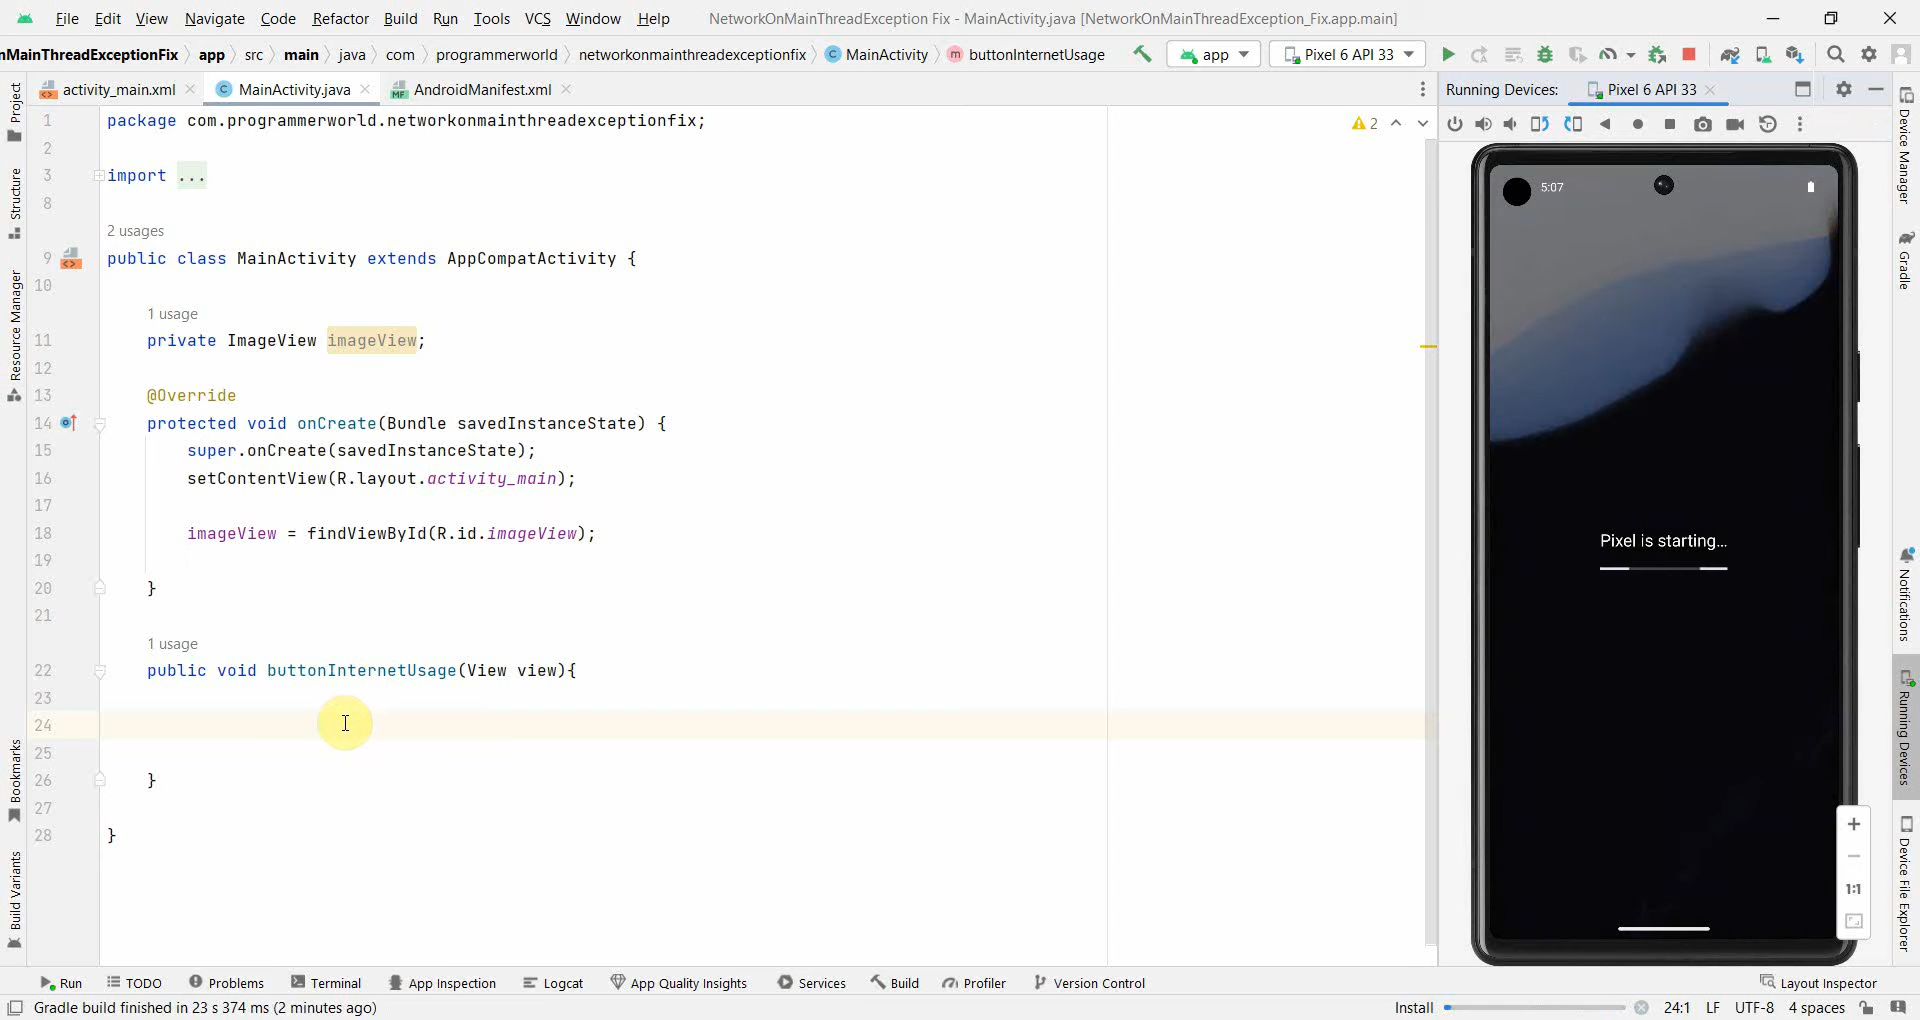 File Edit View Navigate Code Refactor Build Run Tools VCS Window Help NetworkOnMainThreadException Fix - MainActivity.java [NetworkOnMainThreadException_Fix.app.main]
nMainThreadExceptionFix app src main java com programmerworld networkonmainthreadexceptionfix MainActivity buttonInternetUsage app Pixel 6 API 33
activity_main.xml MainActivity.java AndroidManifest.xml Running Devices: Pixel 6 API 33
1 package com.programmerworld.networkonmainthreadexceptionfix; 2
2
3 import ...
8
2 usages
9 public class MainActivity extends AppCompatActivity {
10
1 usage
11 private ImageView imageView;
12
13 @Override
14 protected void onCreate(Bundle savedInstanceState) {
15 super.onCreate(savedInstanceState);
16 setContentView(R.layout.activity_main);
17
18 imageView = findViewById(R.id.imageView);
19
20 }
21
1 usage
22 public void buttonInternetUsage(View view){
23
24
25
26 }
27
28 }
5:07
Pixel is starting...
1:1
Project
Structure
Resource Manager
Bookmarks
Build Variants
Device Manager
Gradle
Notifications
Running Devices
Device File Explorer
Run TODO Problems Terminal App Inspection Logcat App Quality Insights Services Build Profiler Version Control Layout Inspector
Gradle build finished in 23 s 374 ms (2 minutes ago) Install 24:1 LF UTF-8 4 spaces